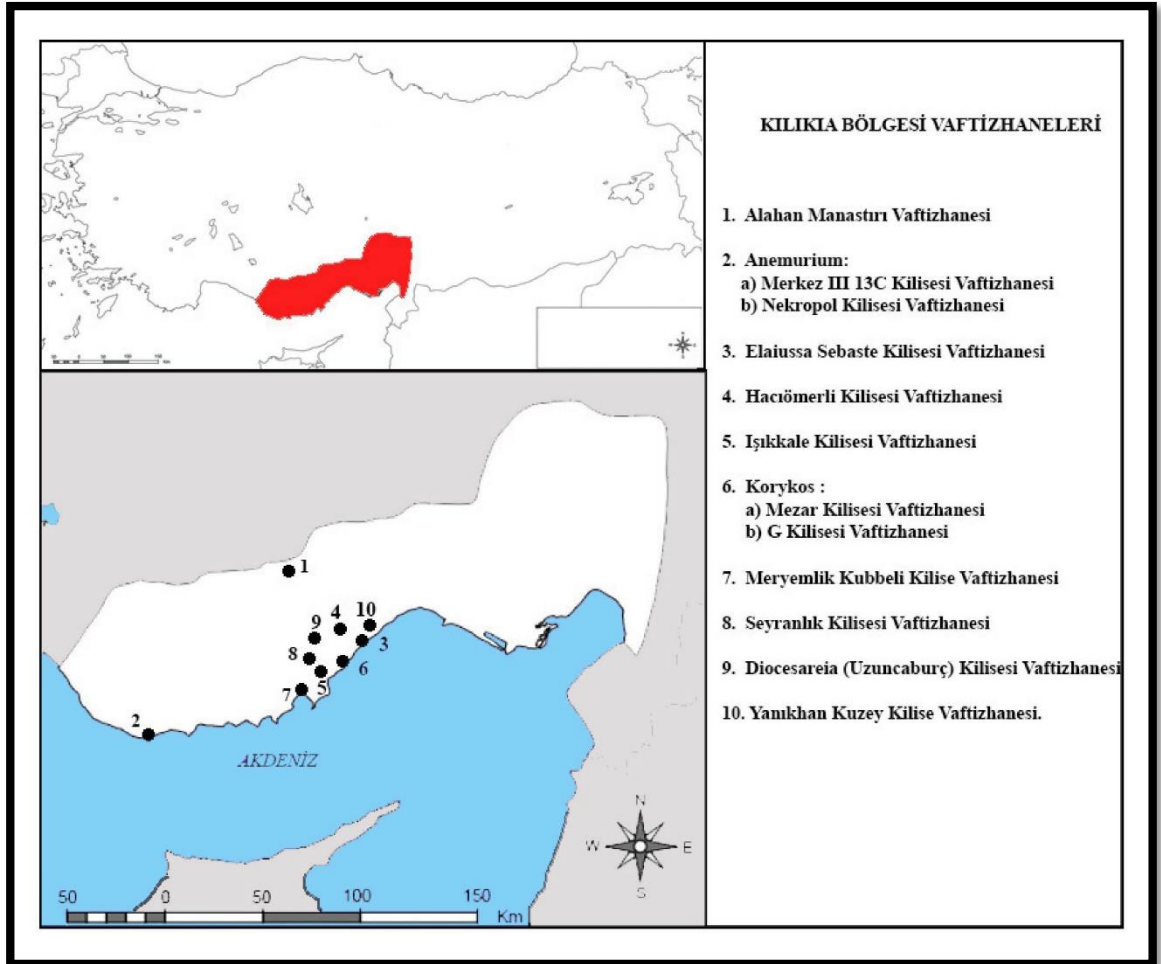 KILIKIA BÖLGESİ VAFTİZHANELERİ
1. Alahan Manastırı Vaftizhanesi
2. Anemurium:
a) Merkez III 13C Kilisesi Vaftizhanesi
b) Nekropol Kilisesi Vaftizhanesi
3. Elaiussa Sebaste Kilisesi Vaftizhanesi
4. Hacıömerli Kilisesi Vaftizhanesi
5. Işıkkale Kilisesi Vaftizhanesi
6. Korykos :
a) Mezar Kilisesi Vaftizhanesi
b) G Kilisesi Vaftizhanesi
7. Meryemlik Kubbeli Kilise Vaftizhanesi
8. Seyranlık Kilisesi Vaftizhanesi
9. Diocesareia (Uzuncaburç) Kilisesi Vaftizhanesi
10. Yanıkhan Kuzey Kilise Vaftizhanesi.
1
4
10
9
3
8
6
5
7
2
AKDENİZ
N
W E
S
50 0 50 100 150
Km